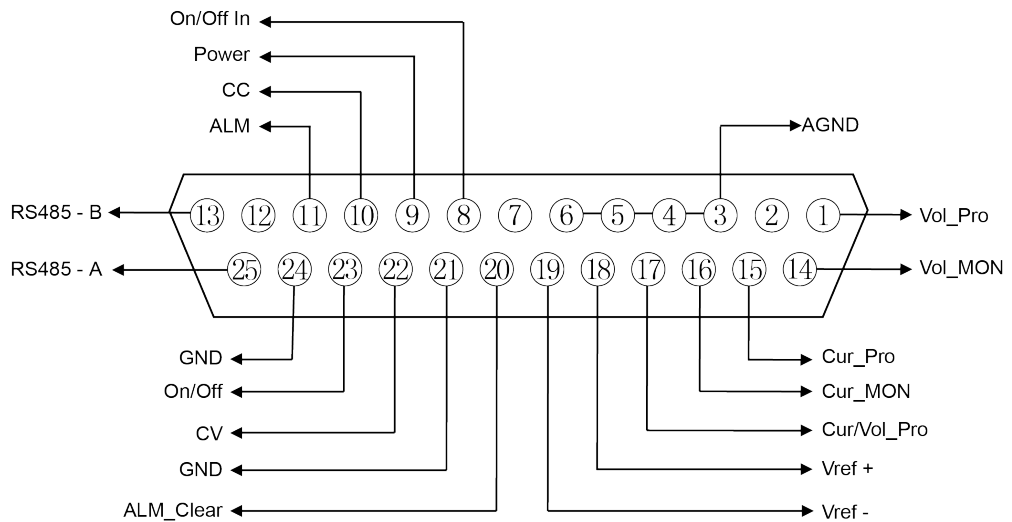 On/Off In
Power
CC
ALM
AGND
RS485 - B
13 12 11 10 9 8 7 6 5 4 3 2 1
Vol_Pro
RS485 - A
25 24 23 22 21 20 19 18 17 16 15 14
Vol_MON
GND
Cur_Pro
On/Off
Cur_MON
CV
Cur/Vol_Pro
GND
Vref +
ALM_Clear
Vref -